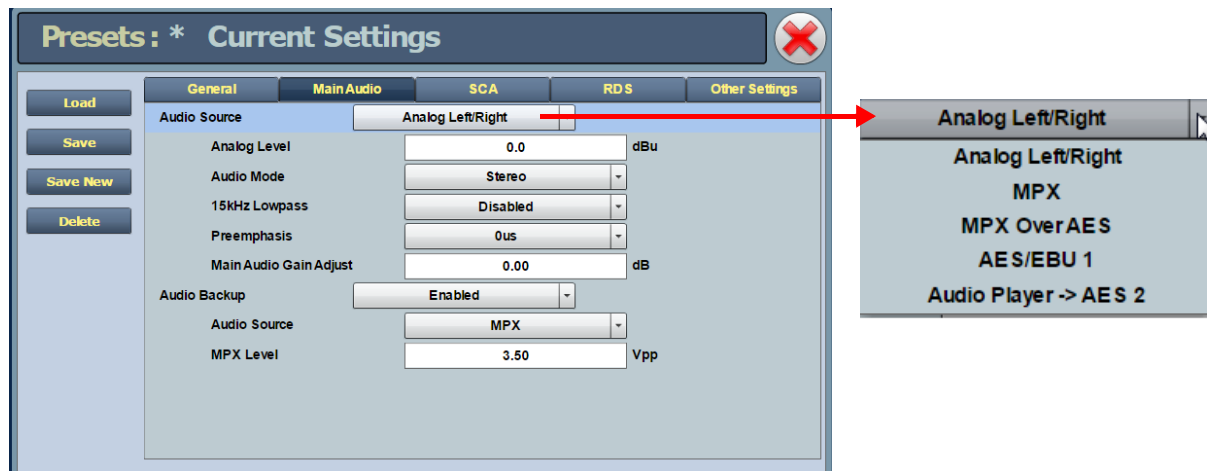 Presets: * Current Settings
Load
Save
Save New
Delete
General Main Audio SCA RDS Other Settings
Audio Source Analog Left/Right
Analog Level 0.0 dBu
Audio Mode Stereo
15kHz Lowpass Disabled
Preemphasis 0us
Main Audio Gain Adjust 0.00 dB
Audio Backup Enabled
Audio Source MPX
MPX Level 3.50 Vpp
Analog Left/Right
Analog Left/Right
MPX
MPX Over AES
AES/EBU 1
Audio Player -> AES 2